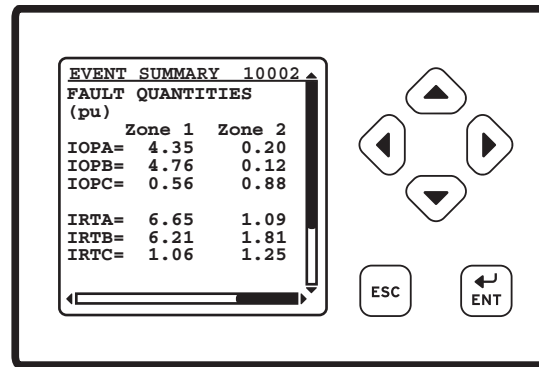 EVENT SUMMARY 10002
FAULT QUANTITIES
(pu)
Zone 1 Zone 2
IOPA= 4.35 0.20
IOPB= 4.76 0.12
IOPC= 0.56 0.88
IRTA= 6.65 1.09
IRTB= 6.21 1.81
IRTC= 1.06 1.25
ESC
ENT